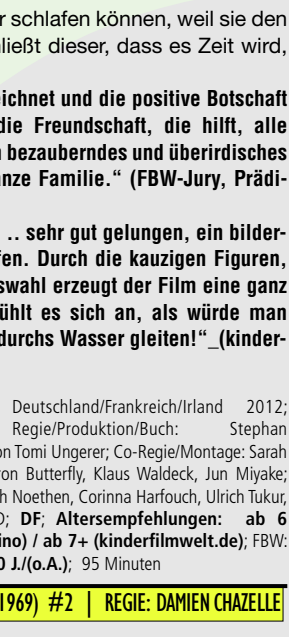 r schlafen können, weil sie den
ließt dieser, dass es Zeit wird,
eichnet und die positive Botschaft
die Freundschaft, die hilft, alle
bezauberndes und überirdisches
anze Familie.“ (FBW-Jury, Prädi-
.. sehr gut gelungen, ein bilder-
fen. Durch die kauzigen Figuren,
swahl erzeugt der Film eine ganz
ühlt es sich an, als würde man
durchs Wasser gleiten!“_(kinder-
Deutschland/Frankreich/Irland 2012;
Regie/Produktion/Buch: Stephan
on Tomi Ungerer; Co-Regie/Montage: Sarah
ron Butterfly, Klaus Waldeck, Jun Miyake;
h Noethen, Corinna Harfouch, Ulrich Tukur,
D; DF; Altersempfehlungen: ab 6
ino) / ab 7+ (kinderfilmwelt.de); FBW:
0 J./(o.A.); 95 Minuten
1969) #2 | REGIE: DAMIEN CHAZELLE